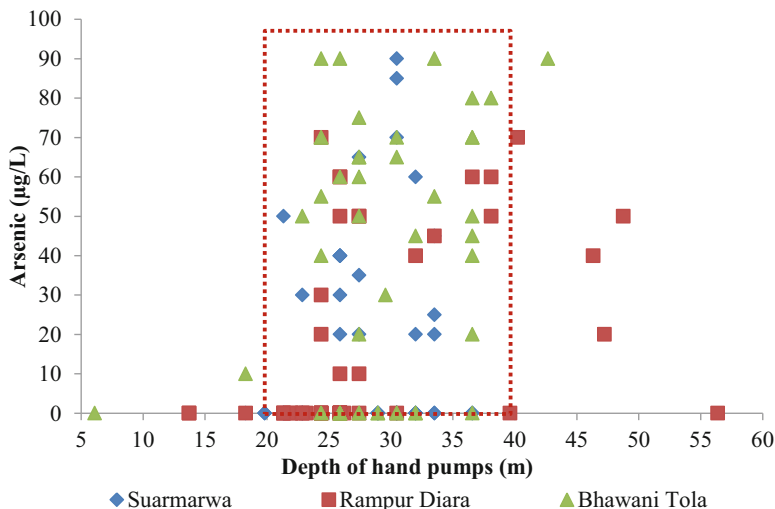 100
90
80
70
60
50
40
30
20
10
0
Arsenic (µg/L)
5 10 15 20 25 30 35 40 45 50 55 60
Depth of hand pumps (m)
Suarmarwa Rampur Diara Bhawani Tola